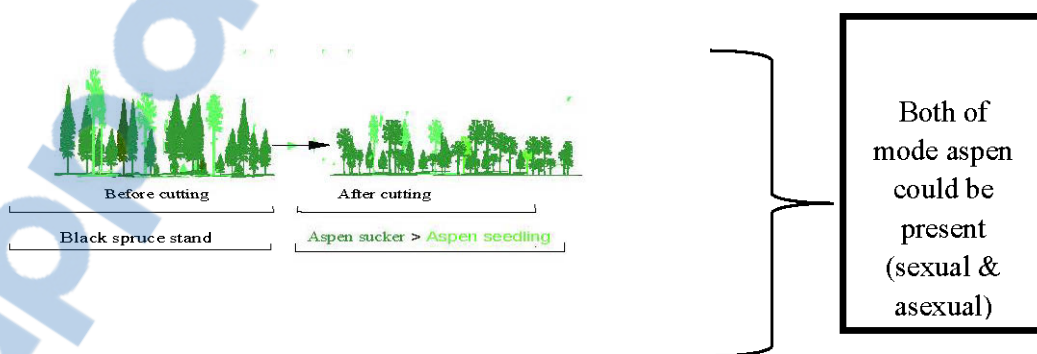 Before cutting
After cutting
Black spruce stand
Aspen sucker > Aspen seedling
Both of
mode aspen
could be
present
(sexual &
asexual)